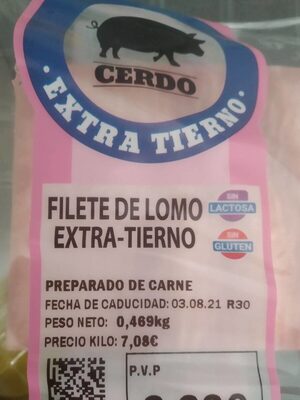 CERDO
· EXTRA TIERNO ·
FILETE DE LOMO
EXTRA-TIERNO
SIN
LACTOSA
SIN
GLUTEN
PREPARADO DE CARNE
FECHA DE CADUCIDAD: 03.08.21 R30
PESO NETO: 0,469kg
PRECIO KILO: 7,08€
P.V.P